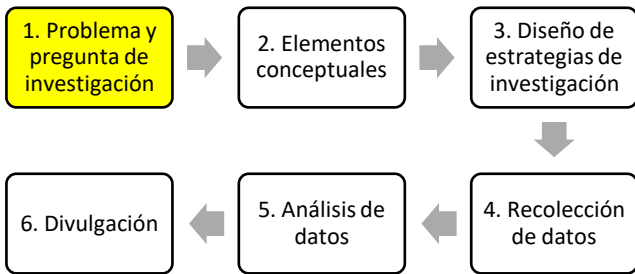 1. Problema y
pregunta de
investigación
2. Elementos
conceptuales
3. Diseño de
estrategias de
investigación
4. Recolección
de datos
5. Análisis de
datos
6. Divulgación